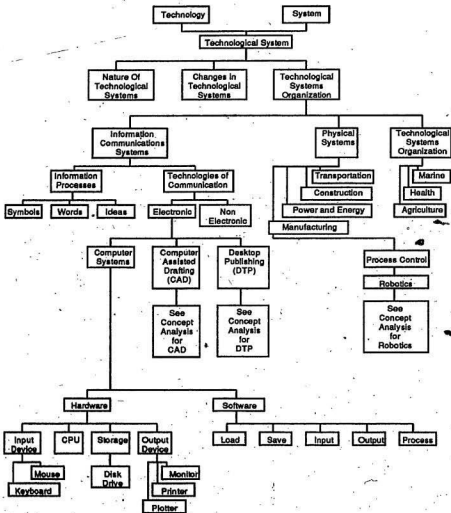 Technology
System
Technological System
Nature Of
Technological
Systems
Changes in
Technological
Systems
Technological
Systems
Organization
Information
Communications
Systems
Physical
Systems
Technological
Systems
Organization
Information
Processes
Technologies of
Communication
Transportation
Construction
Power and Energy
Manufacturing
Marine
Health
Agriculture
Symbols
Words
Ideas
Electronic
Non
Electronic
Computer
Systems
Computer
Assisted
Drafting
(CAD)
Desktop
Publishing
(DTP)
Process Control
Robotics
See
Concept
Analysis
for
CAD
See
Concept
Analysis
for
DTP
See
Concept
Analysis
for
Robotics
Hardware
Software
Input
Device
CPU
Storage
Output
Device
Load
Save
Input
Output
Process
Mouse
Keyboard
Disk
Drive
Monitor
Printer
Plotter